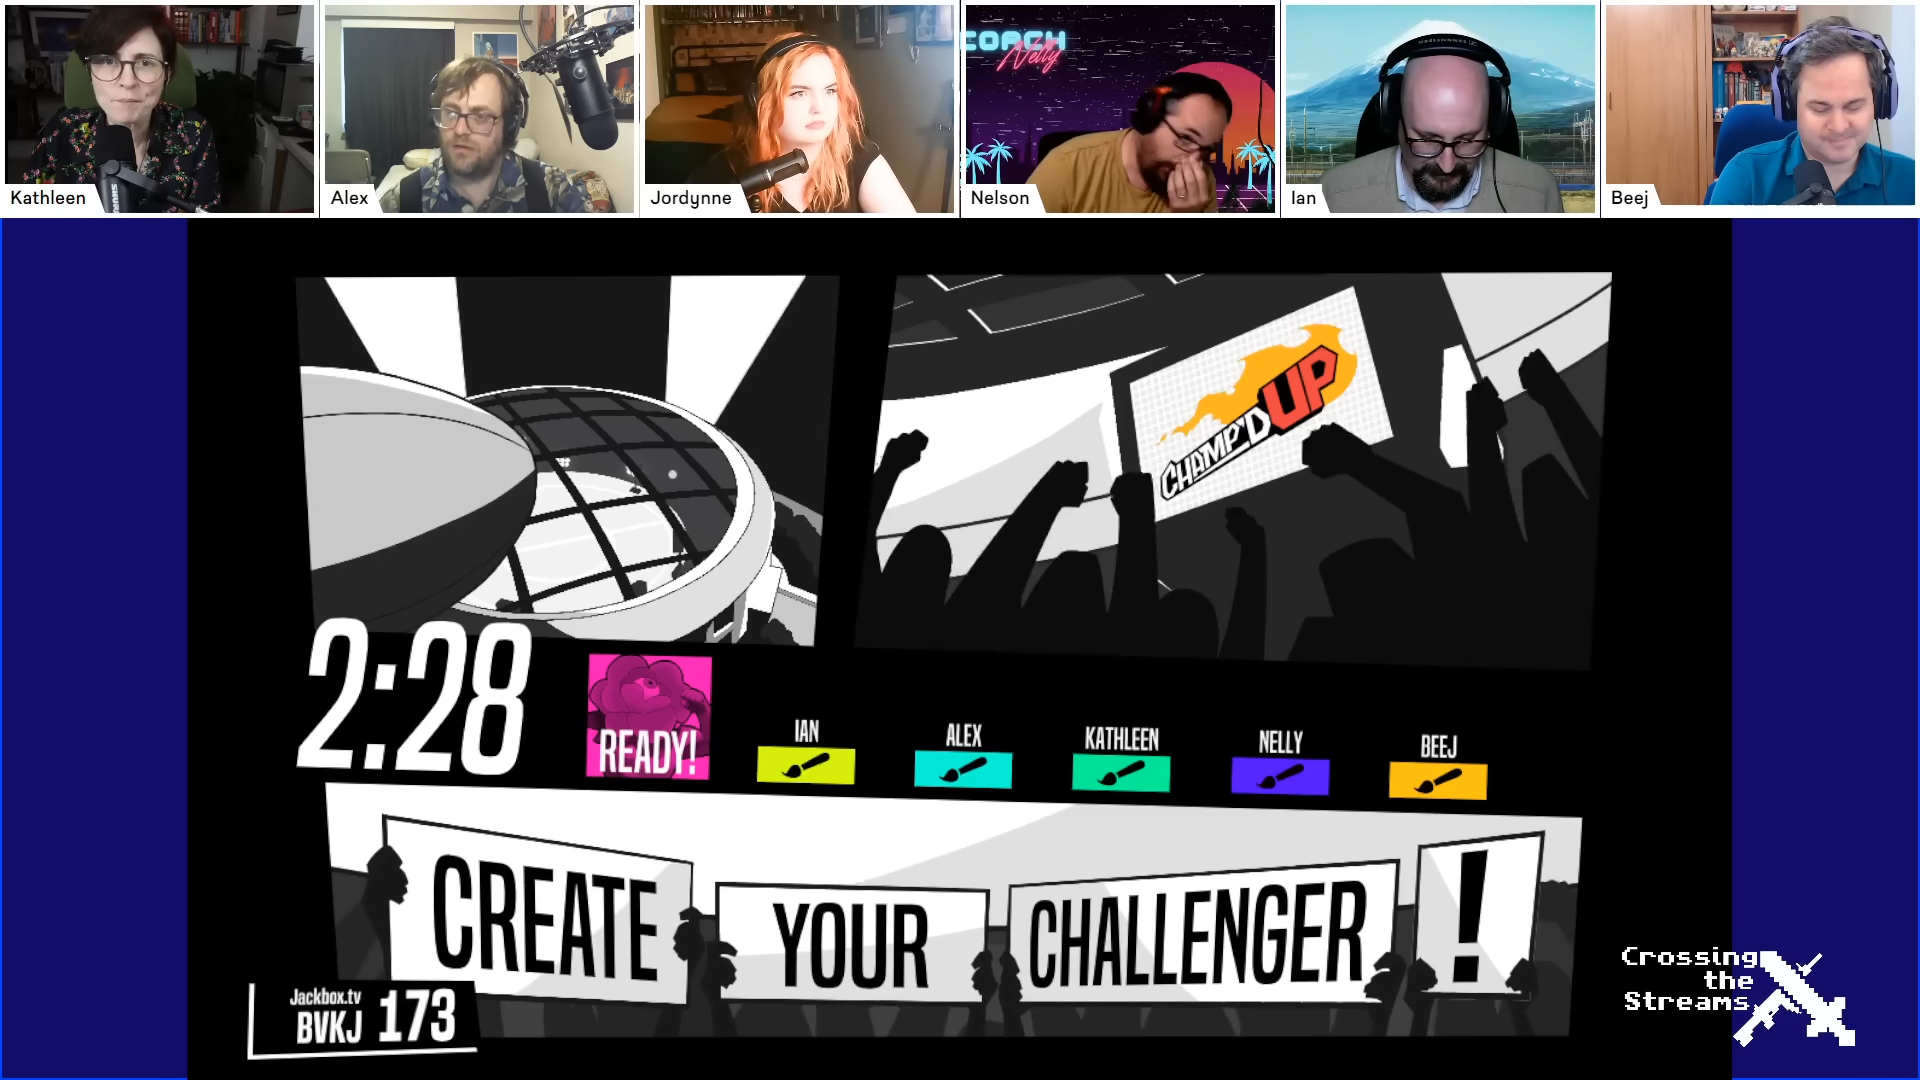 COACH
Nelly
Kathleen
Alex
Jordynne
Nelson
Ian
Beej
CHAMP'D UP
2:28
READY!
IAN
ALEX
KATHLEEN
NELLY
BEEJ
CREATE YOUR CHALLENGER !
Jackbox.tv
BVKJ 173
Crossing
the
Streams